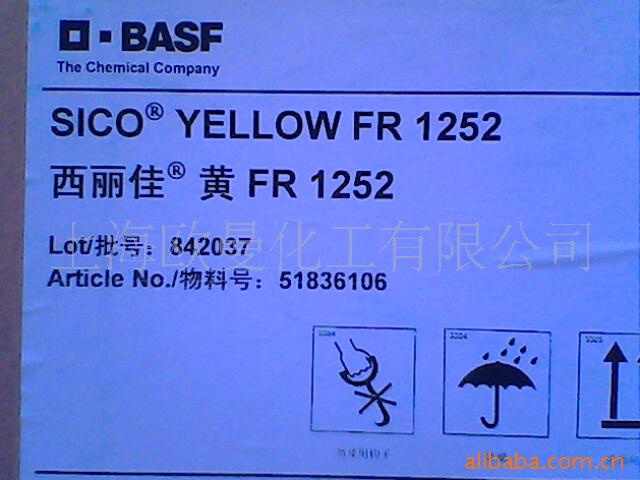 BASF
The Chemical Company
SICO® YELLOW FR 1252
西丽佳® 黄 FR 1252
Lot/批号: 842037
上海欧曼化工有限公司
Article No./物料号: 51836106
alibaba.com.cn